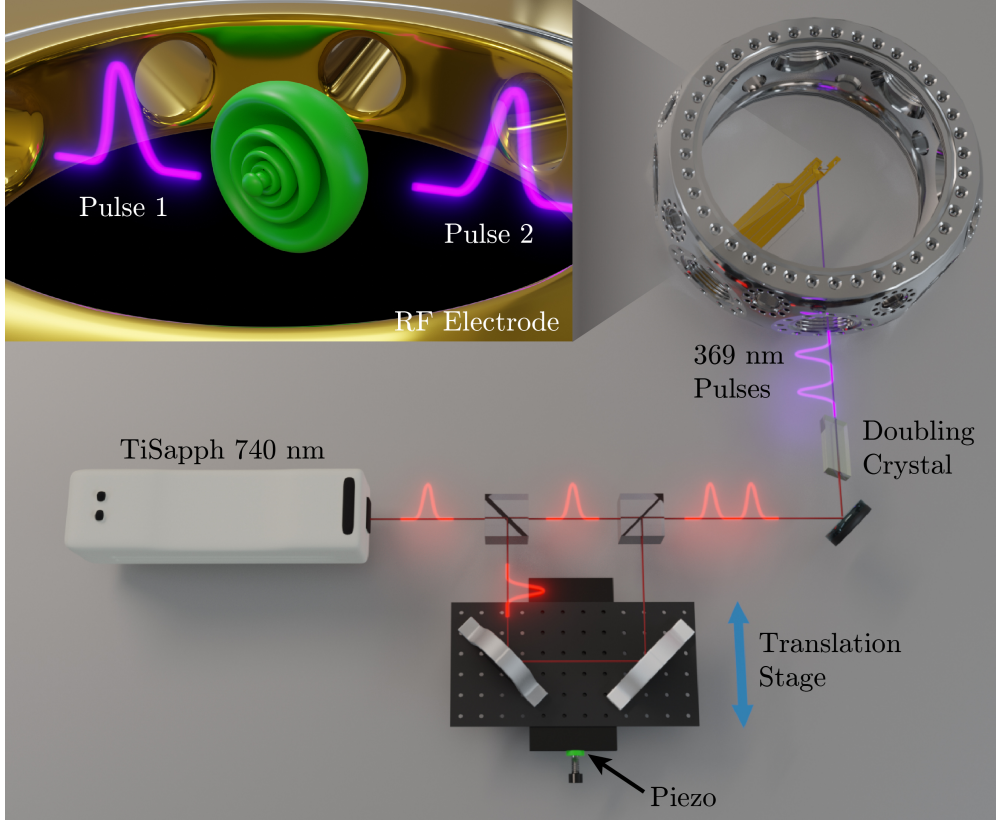 Pulse 1
Pulse 2
RF Electrode
369 nm
Pulses
TiSapph 740 nm
Doubling
Crystal
Translation
Stage
Piezo